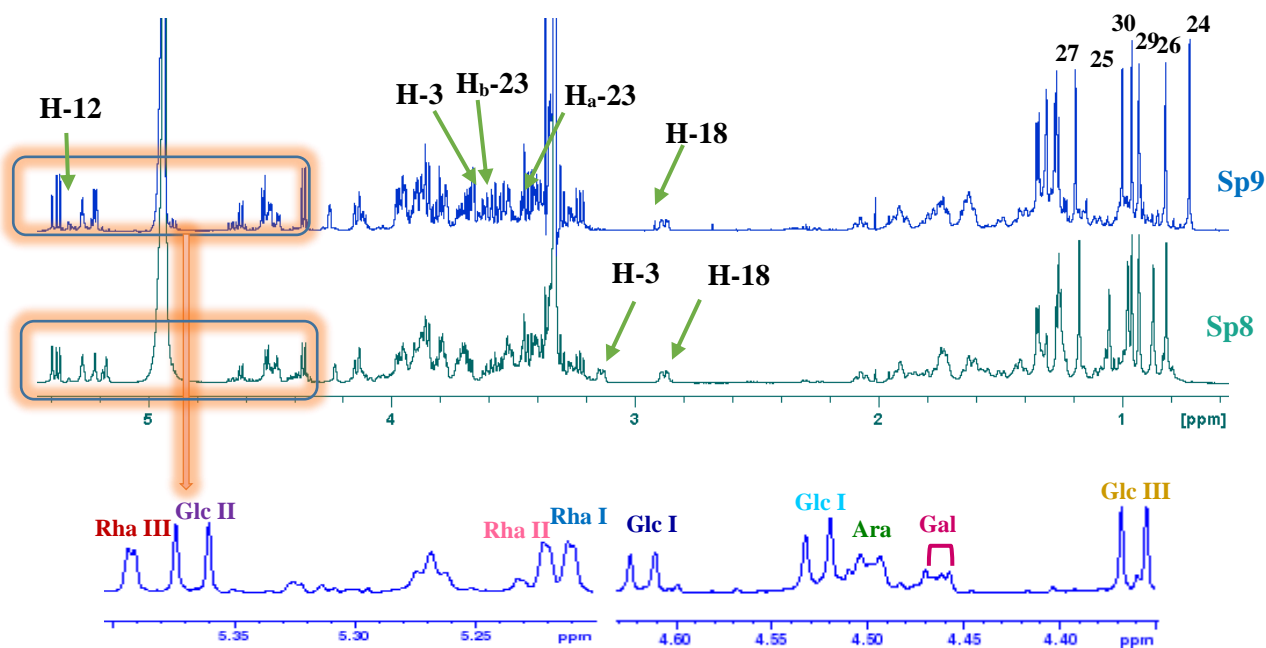 30 24
27 25 29 26
H-12 H-3 Hb-23 Ha-23
H-18
Sp9
H-3 H-18
Sp8
5 4 3 2 1 [ppm]
Rha III Glc II Rha II Rha I Glc I Glc I Ara Gal Glc III
5.35 5.30 5.25 ppm 4.60 4.55 4.50 4.45 4.40 ppm